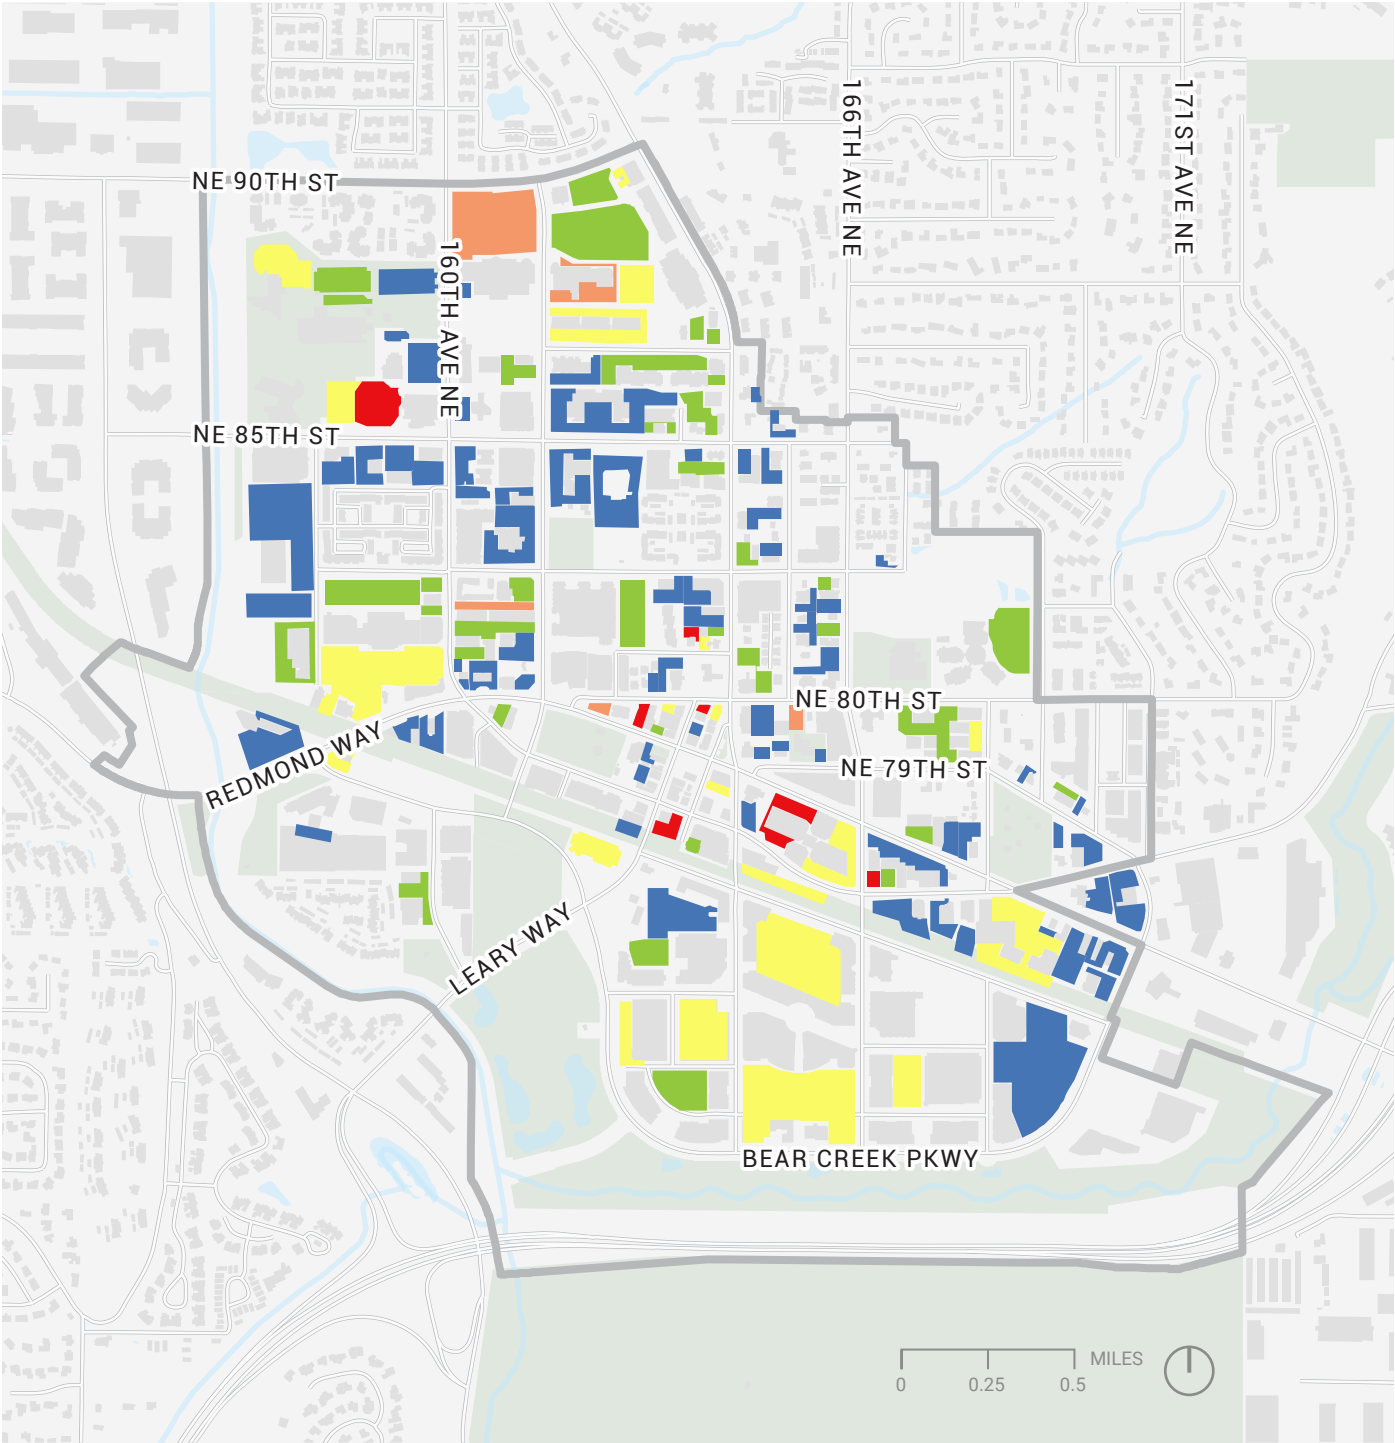 166TH AVE NE
171ST AVE NE
NE 90TH ST
160TH AVE NE
NE 85TH ST
NE 80TH ST
REDMOND WAY
NE 79TH ST
LEARY WAY
BEAR CREEK PKWY
MILES
0 0.25 0.5